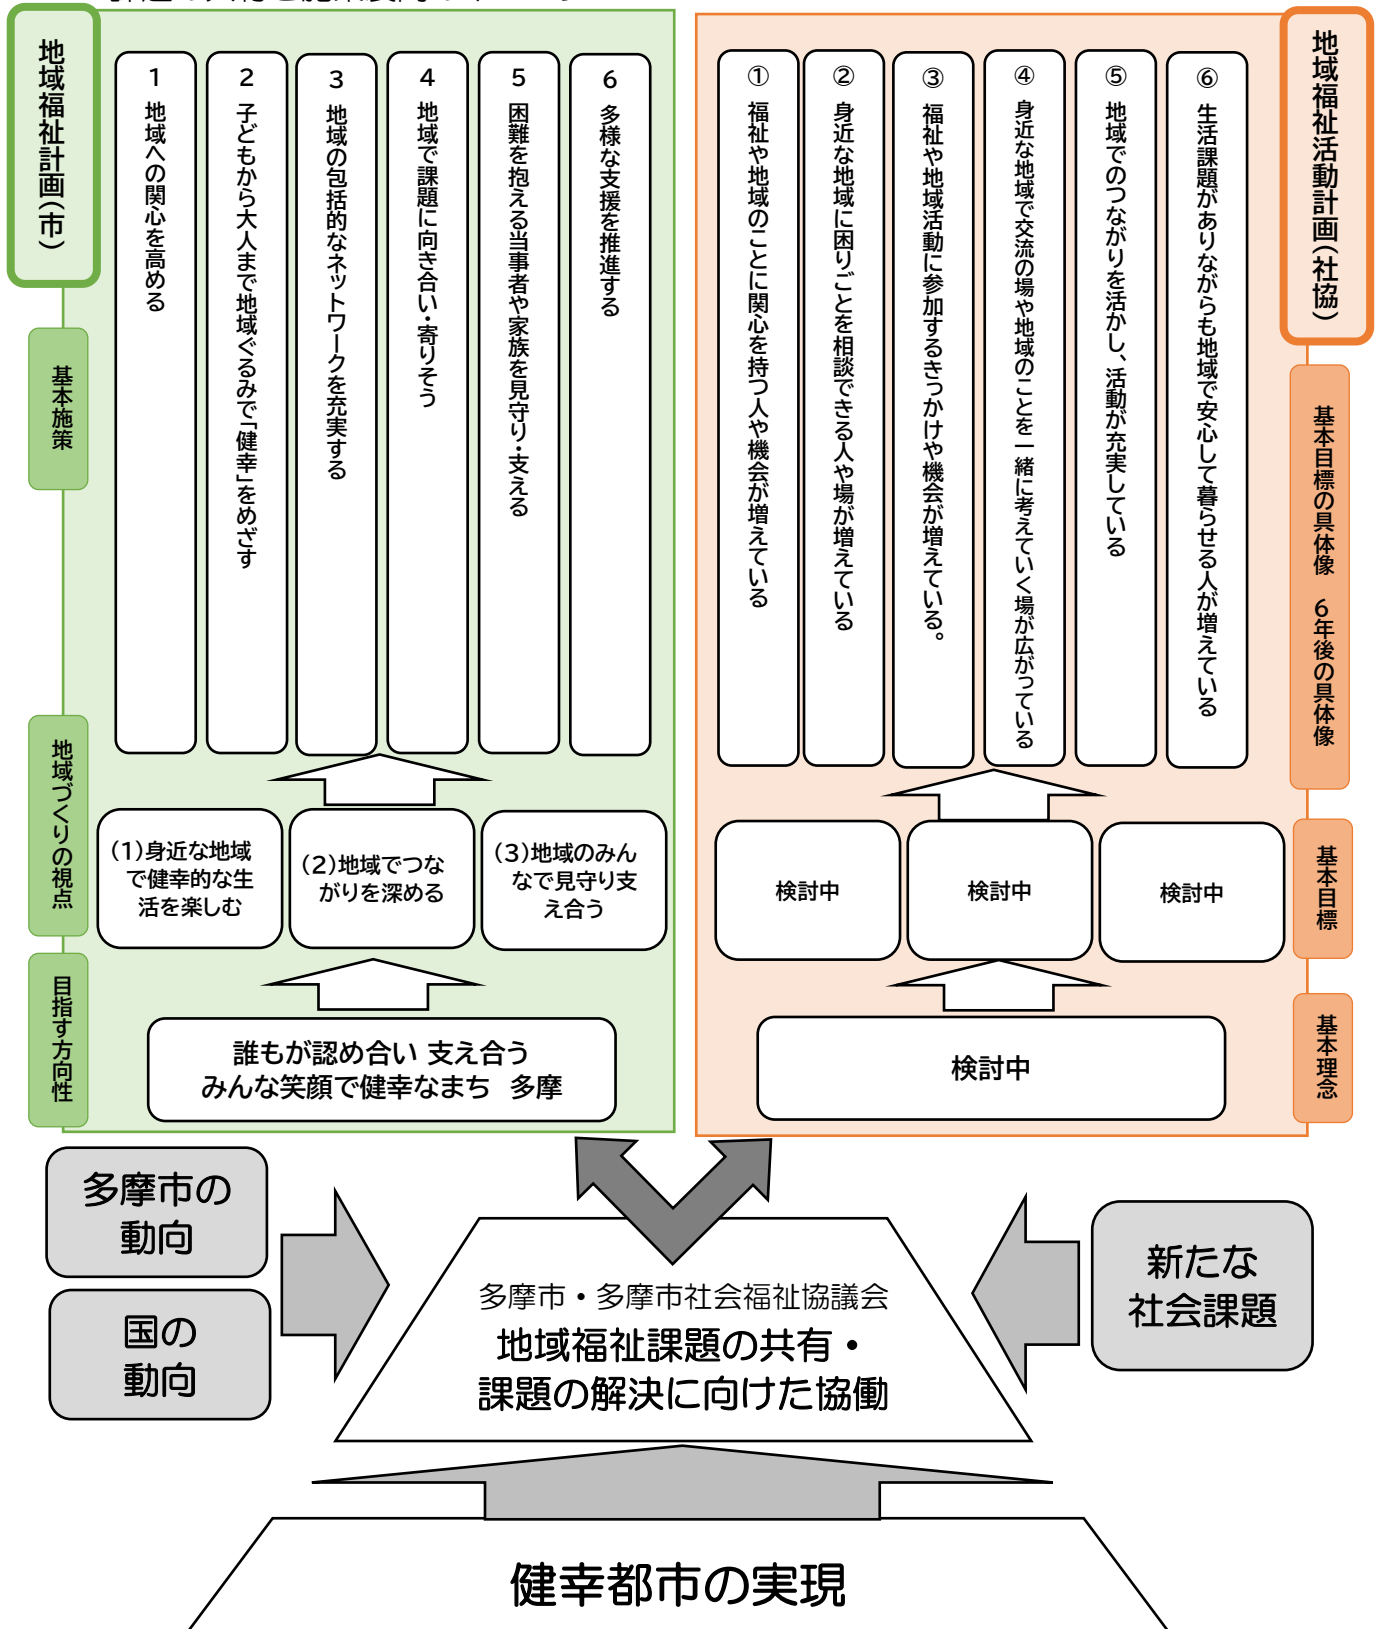 地域福祉計画（市）
基本施策
1 地域への関心を高める
2 子どもから大人まで地域ぐるみで「健幸」をめざす
3 地域の包括的なネットワークを充実する
4 地域で課題に向き合い・寄りそう
5 困難を抱える当事者や家族を見守り・支える
6 多様な支援を推進する
地域づくりの視点
(1)身近な地域
で健幸的な生
活を楽しむ
(2)地域でつな
がりを深める
(3)地域のみん
なで見守り支
え合う
目指す方向性
誰もが認め合い 支え合う
みんな笑顔で健幸なまち 多摩
地域福祉活動計画（社協）
基本目標の具体像 6年後の具体像
① 福祉や地域のことに関心を持つ人や機会が増えている
② 身近な地域に困りごとを相談できる人や場が増えている
③ 福祉や地域活動に参加するきっかけや機会が増えている。
④ 身近な地域で交流の場や地域のことを一緒に考えていく場が広がっている
⑤ 地域でのつながりを活かし、活動が充実している
⑥ 生活課題がありながらも地域で安心して暮らせる人が増えている
基本目標
検討中
検討中
検討中
基本理念
検討中
多摩市の
動向
国の
動向
多摩市・多摩市社会福祉協議会
地域福祉課題の共有・
課題の解決に向けた協働
新たな
社会課題
健幸都市の実現